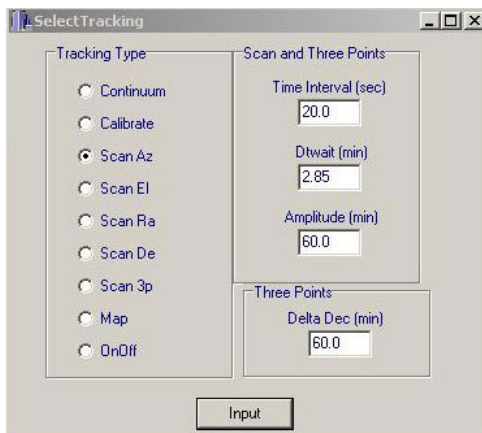 SelectTracking
Tracking Type
Continuum
Calibrate
Scan Az
Scan El
Scan Ra
Scan De
Scan 3p
Map
OnOff
Scan and Three Points
Time Interval (sec)
20.0
Dtwait (min)
2.85
Amplitude (min)
60.0
Three Points
Delta Dec (min)
60.0
Input